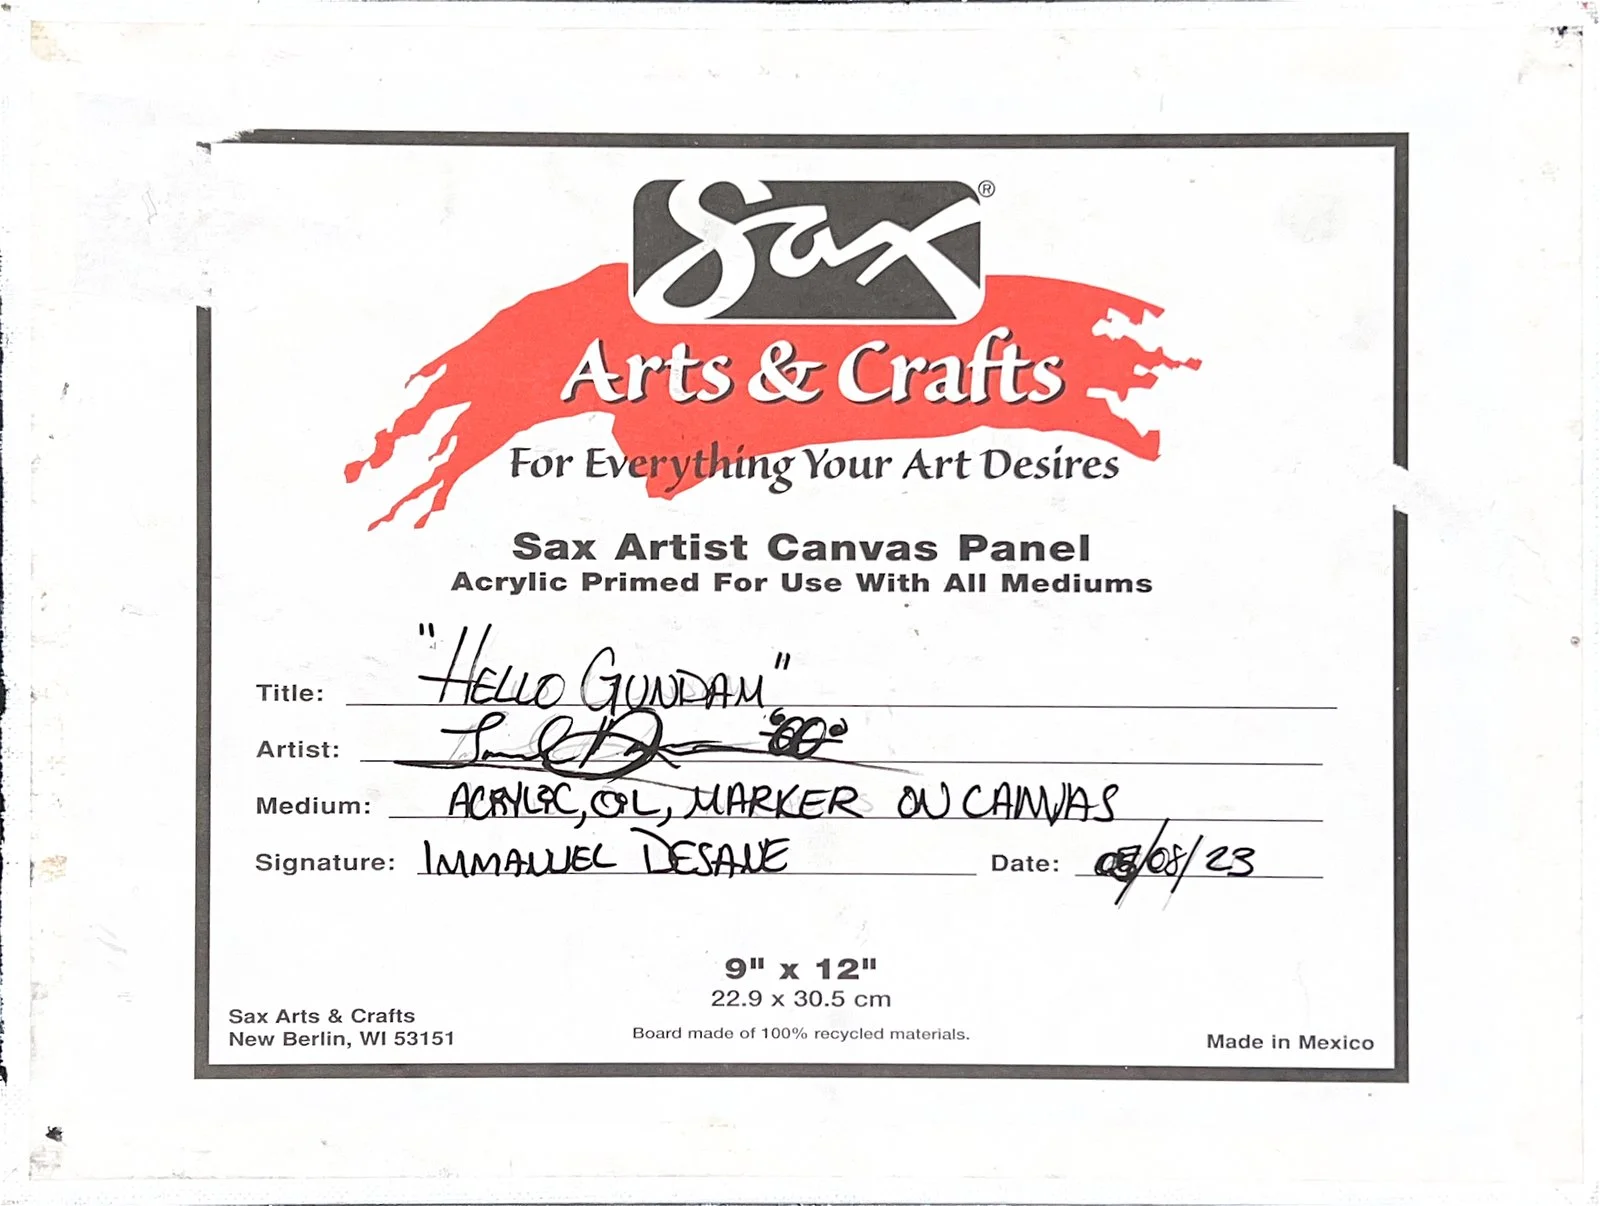 Sax®
Arts & Crafts
For Everything Your Art Desires
Sax Artist Canvas Panel
Acrylic Primed For Use With All Mediums
Title: "HELLO GUNDAM"
Artist:
Medium: ACRYLIC, OIL, MARKER ON CANVAS
Signature: IMMANUEL DESANE Date: /08/23
9" x 12"
22.9 x 30.5 cm
Board made of 100% recycled materials.
Sax Arts & Crafts
New Berlin, WI 53151
Made in Mexico